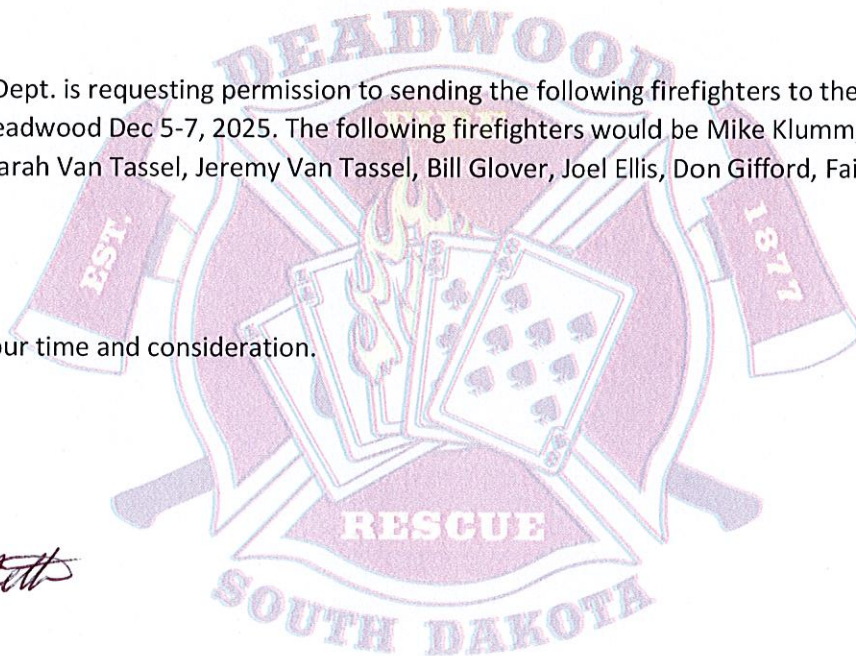 DEADWOOD
FIRE
Dept. is requesting permission to sending the following firefighters to the
eadwood Dec 5-7, 2025. The following firefighters would be Mike Klumm,
arah Van Tassel, Jeremy Van Tassel, Bill Glover, Joel Ellis, Don Gifford, Fai
EST.
1877
our time and consideration.
RESCUE
SOUTH DAKOTA